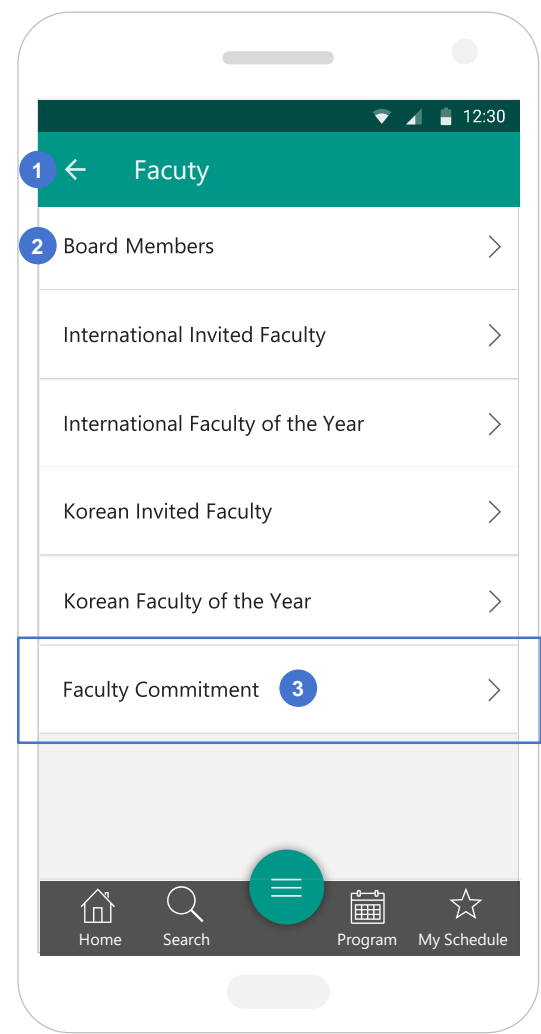 12:30
1 Facuty
2 Board Members
International Invited Faculty
International Faculty of the Year
Korean Invited Faculty
Korean Faculty of the Year
Faculty Commitment 3
Home Search Program My Schedule